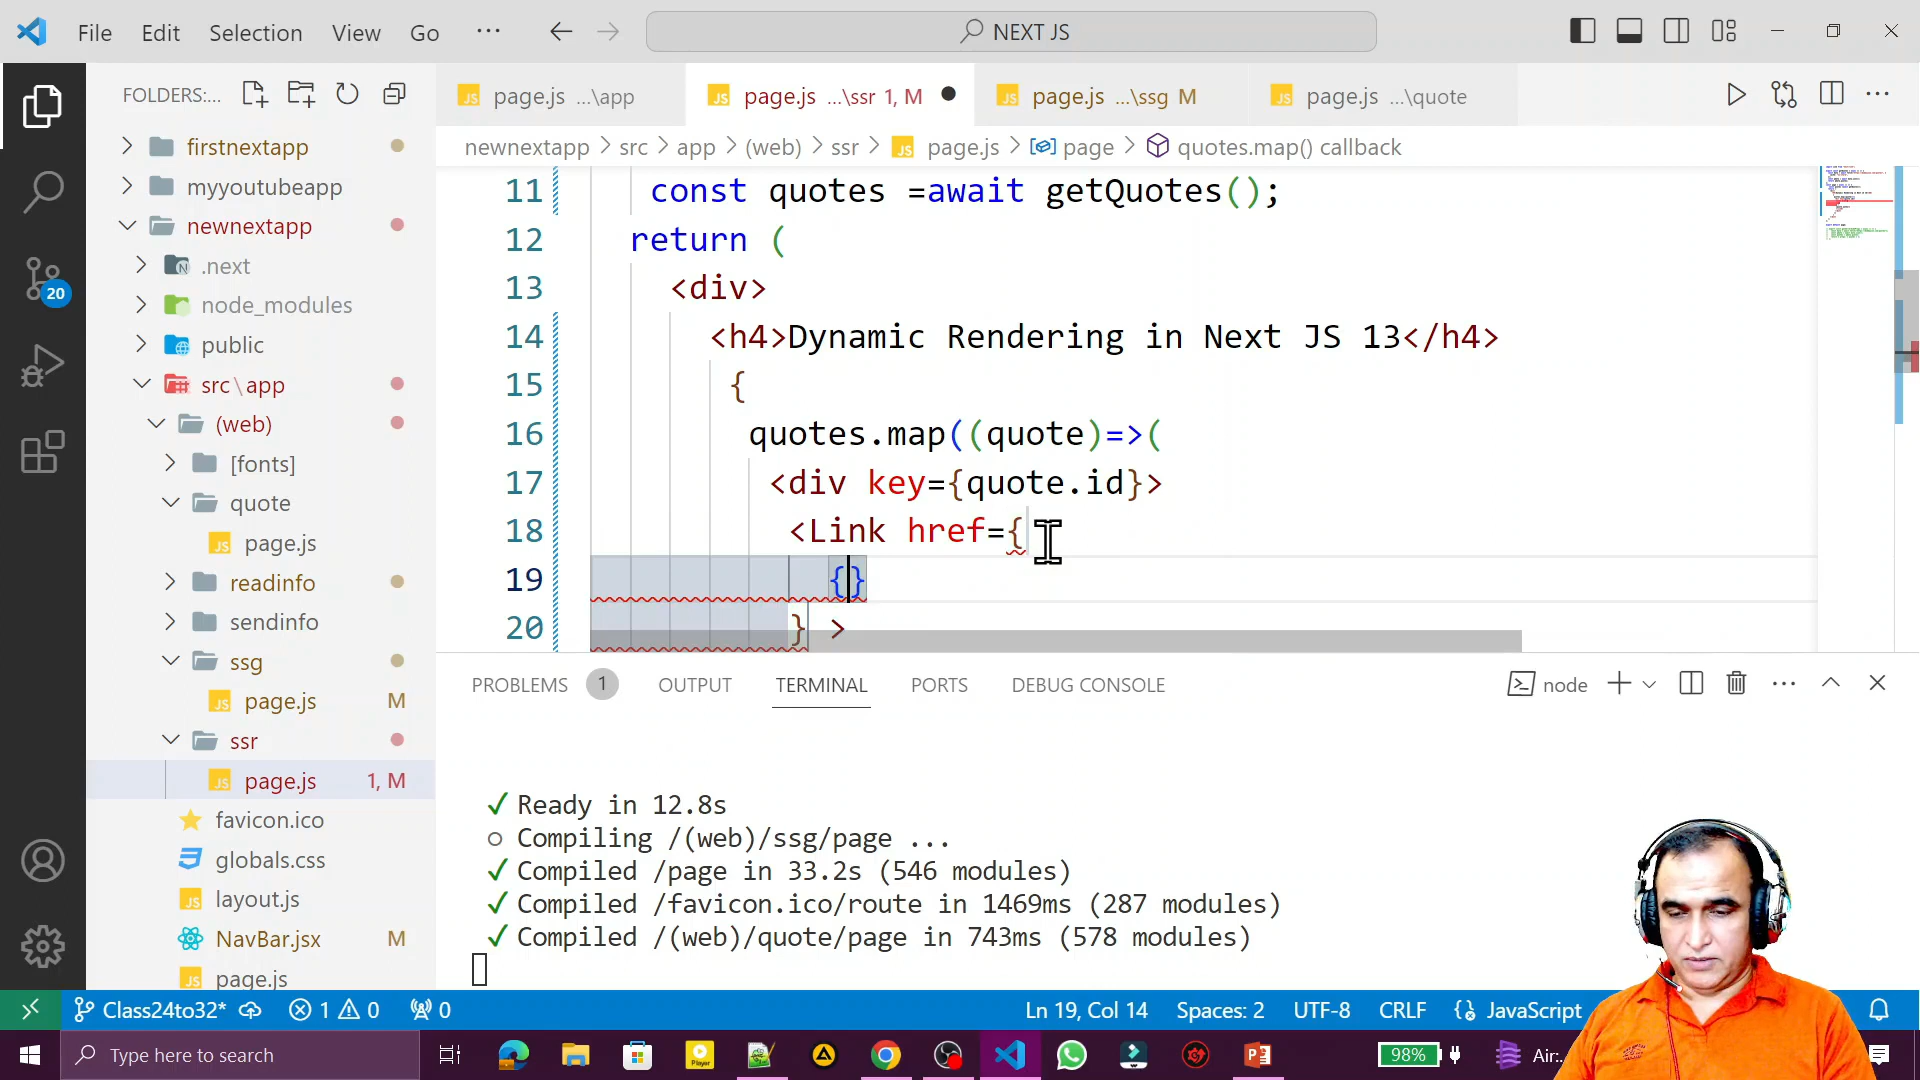 File Edit Selection View Go ... NEXT JS
FOLDERS:...
page.js ...\app page.js ...\ssr 1, M page.js ...\ssg M page.js ...\quote
newnextapp > src > app > (web) > ssr > page.js > page > quotes.map() callback
firstnextapp
myyoutubeapp
newnextapp
.next
node_modules
public
src\app
(web)
[fonts]
quote
page.js
readinfo
sendinfo
ssg
page.js M
ssr
page.js 1, M
favicon.ico
globals.css
layout.js
NavBar.jsx M
page.js
20
11 const quotes =await getQuotes();
12 return (
13 <div>
14 <h4>Dynamic Rendering in Next JS 13</h4>
15 {
16 quotes.map((quote)=>(
17 <div key={quote.id}>
18 <Link href={
19 {}
20 } >
PROBLEMS 1 OUTPUT TERMINAL PORTS DEBUG CONSOLE node
✓ Ready in 12.8s
○ Compiling /(web)/ssg/page ...
✓ Compiled /page in 33.2s (546 modules)
✓ Compiled /favicon.ico/route in 1469ms (287 modules)
✓ Compiled /(web)/quote/page in 743ms (578 modules)
Class24to32* 1 0 0 Ln 19, Col 14 Spaces: 2 UTF-8 CRLF {} JavaScript
Type here to search 98% Air:..